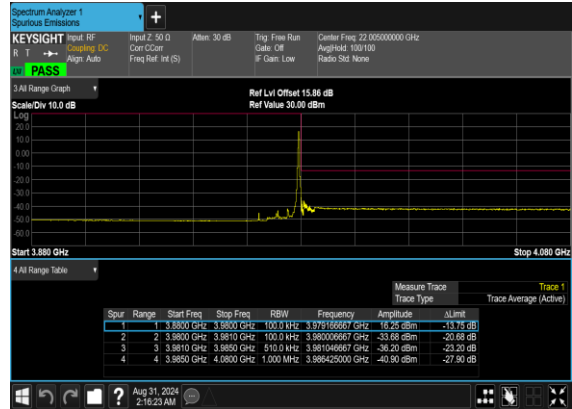 Spectrum Analyzer 1
Spurious Emissions
+
KEYSIGHT Input: RF Input Z: 50 Ω Atten: 30 dB Trig: Free Run Center Freq: 22.005000000 GHz
R T Coupling: DC Corr CCorr Gate: Off Avg|Hold: 100/100
Align: Auto Freq Ref: Int (S) IF Gain: Low Radio Std: None
PASS
3 All Range Graph Ref Lvl Offset 15.86 dB
Scale/Div 10.0 dB Ref Value 30.00 dBm
Log
20.0
10.0
0.00
-10.0
-20.0
-30.0
-40.0
-50.0
-60.0
Start 3.880 GHz Stop 4.080 GHz
4 All Range Table
Measure Trace Trace 1
Trace Type Trace Average (Active)
Spur Range Start Freq Stop Freq RBW Frequency Amplitude ΔLimit
1 1 3.8800 GHz 3.9800 GHz 100.0 kHz 3.979166667 GHz 16.25 dBm -13.75 dB
2 2 3.9800 GHz 3.9810 GHz 100.0 kHz 3.980006667 GHz -33.68 dBm -20.68 dB
3 3 3.9810 GHz 3.9850 GHz 510.0 kHz 3.981046667 GHz -36.20 dBm -23.20 dB
4 4 3.9850 GHz 4.0800 GHz 1.000 MHz 3.986425000 GHz -40.90 dBm -27.90 dB
? Aug 31, 2024
2:16:23 AM